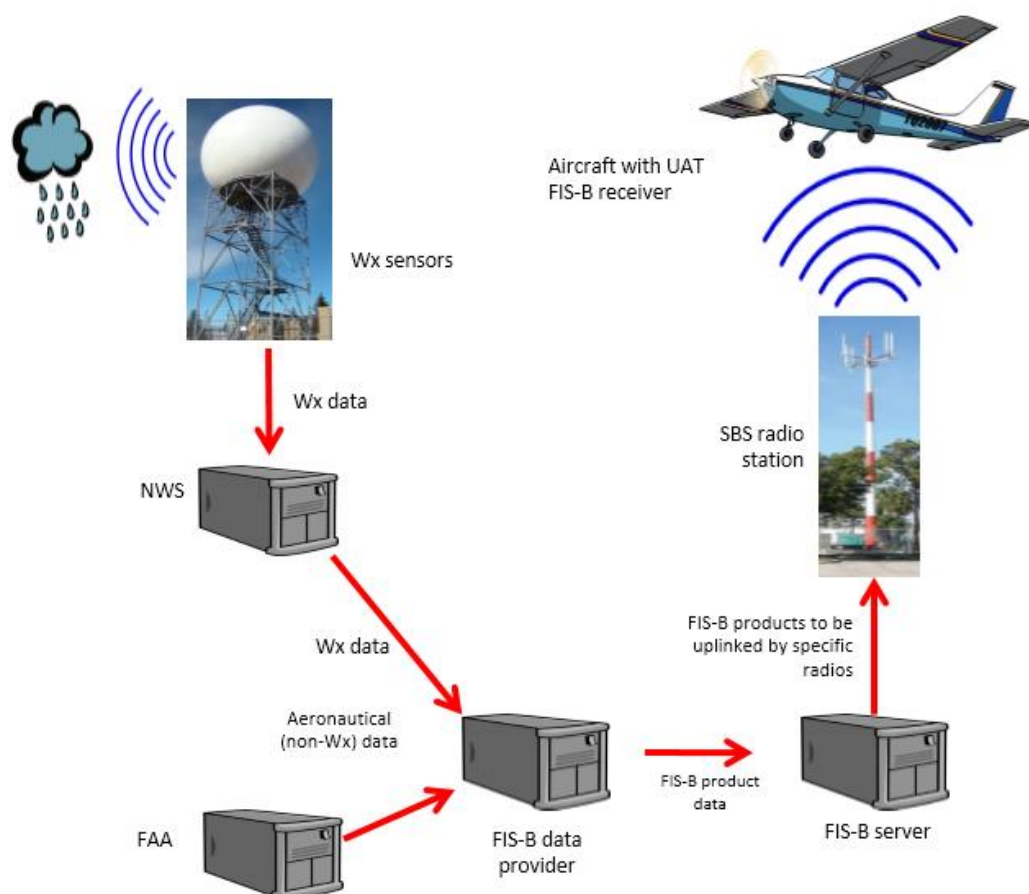 Aircraft with UAT
FIS-B receiver
Wx sensors
Wx data
SBS radio
station
NWS
FIS-B products to be
uplinked by specific
radios
Wx data
Aeronautical
(non-Wx) data
FIS-B product
data
FAA
FIS-B data
provider
FIS-B server